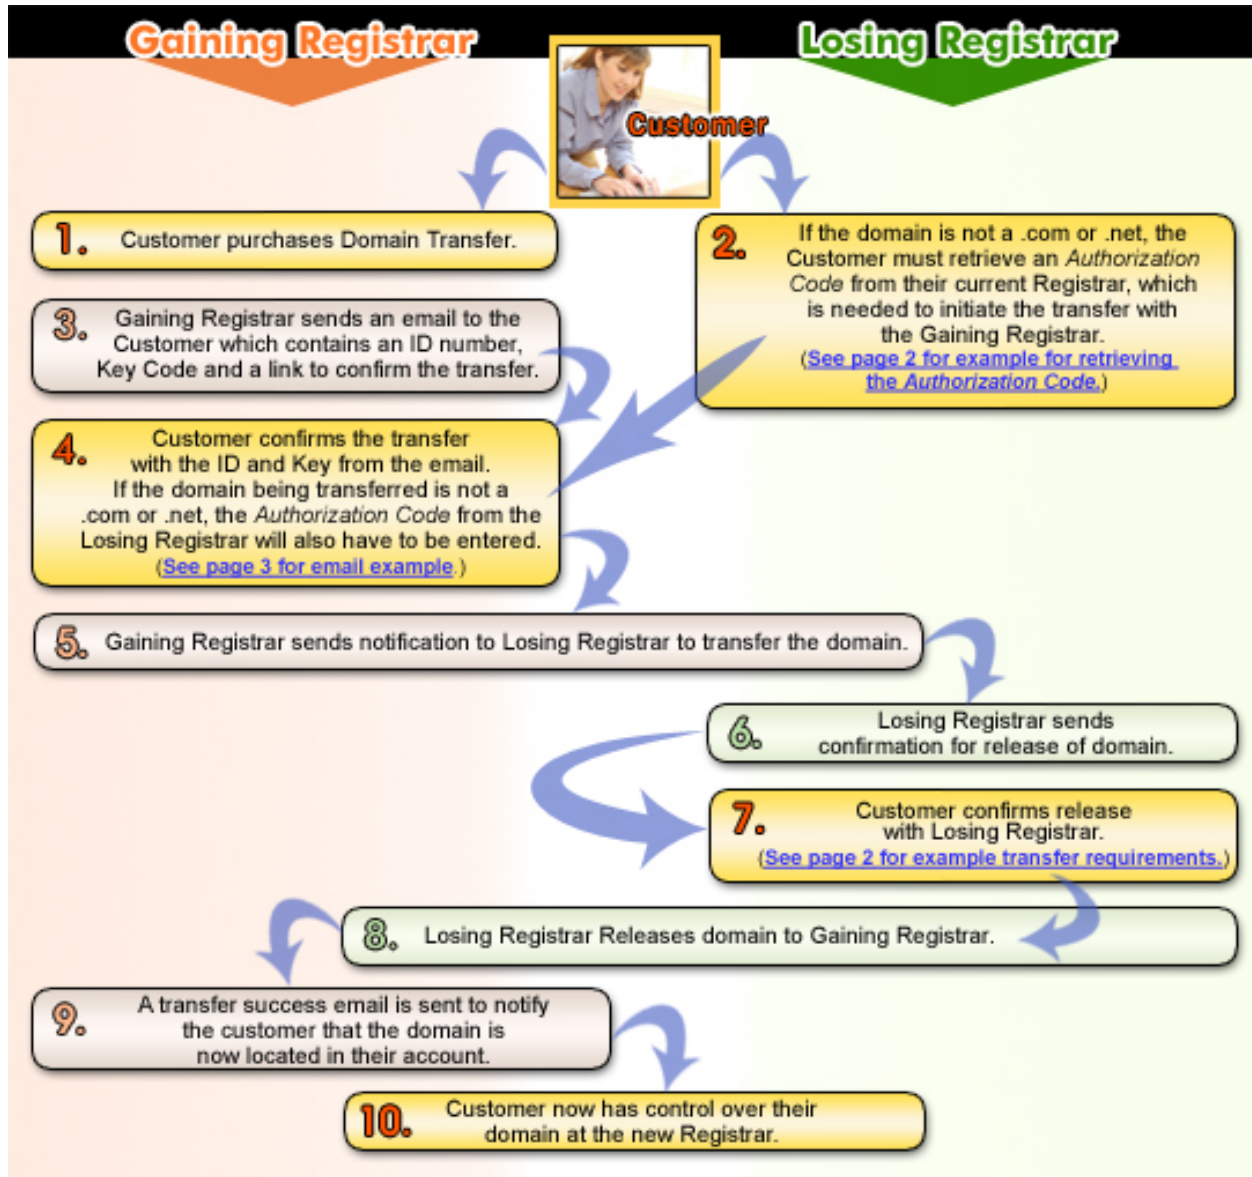 Gaining Registrar
Losing Registrar
Customer
1. Customer purchases Domain Transfer.
2. If the domain is not a .com or .net, the
Customer must retrieve an Authorization
Code from their current Registrar, which
is needed to initiate the transfer with
the Gaining Registrar.
(See page 2 for example for retrieving
the Authorization Code.)
3. Gaining Registrar sends an email to the
Customer which contains an ID number,
Key Code and a link to confirm the transfer.
4. Customer confirms the transfer
with the ID and Key from the email.
If the domain being transferred is not a
.com or .net, the Authorization Code from the
Losing Registrar will also have to be entered.
(See page 3 for email example.)
5. Gaining Registrar sends notification to Losing Registrar to transfer the domain.
6. Losing Registrar sends
confirmation for release of domain.
7. Customer confirms release
with Losing Registrar.
(See page 2 for example transfer requirements.)
8. Losing Registrar Releases domain to Gaining Registrar.
9. A transfer success email is sent to notify
the customer that the domain is
now located in their account.
10. Customer now has control over their
domain at the new Registrar.